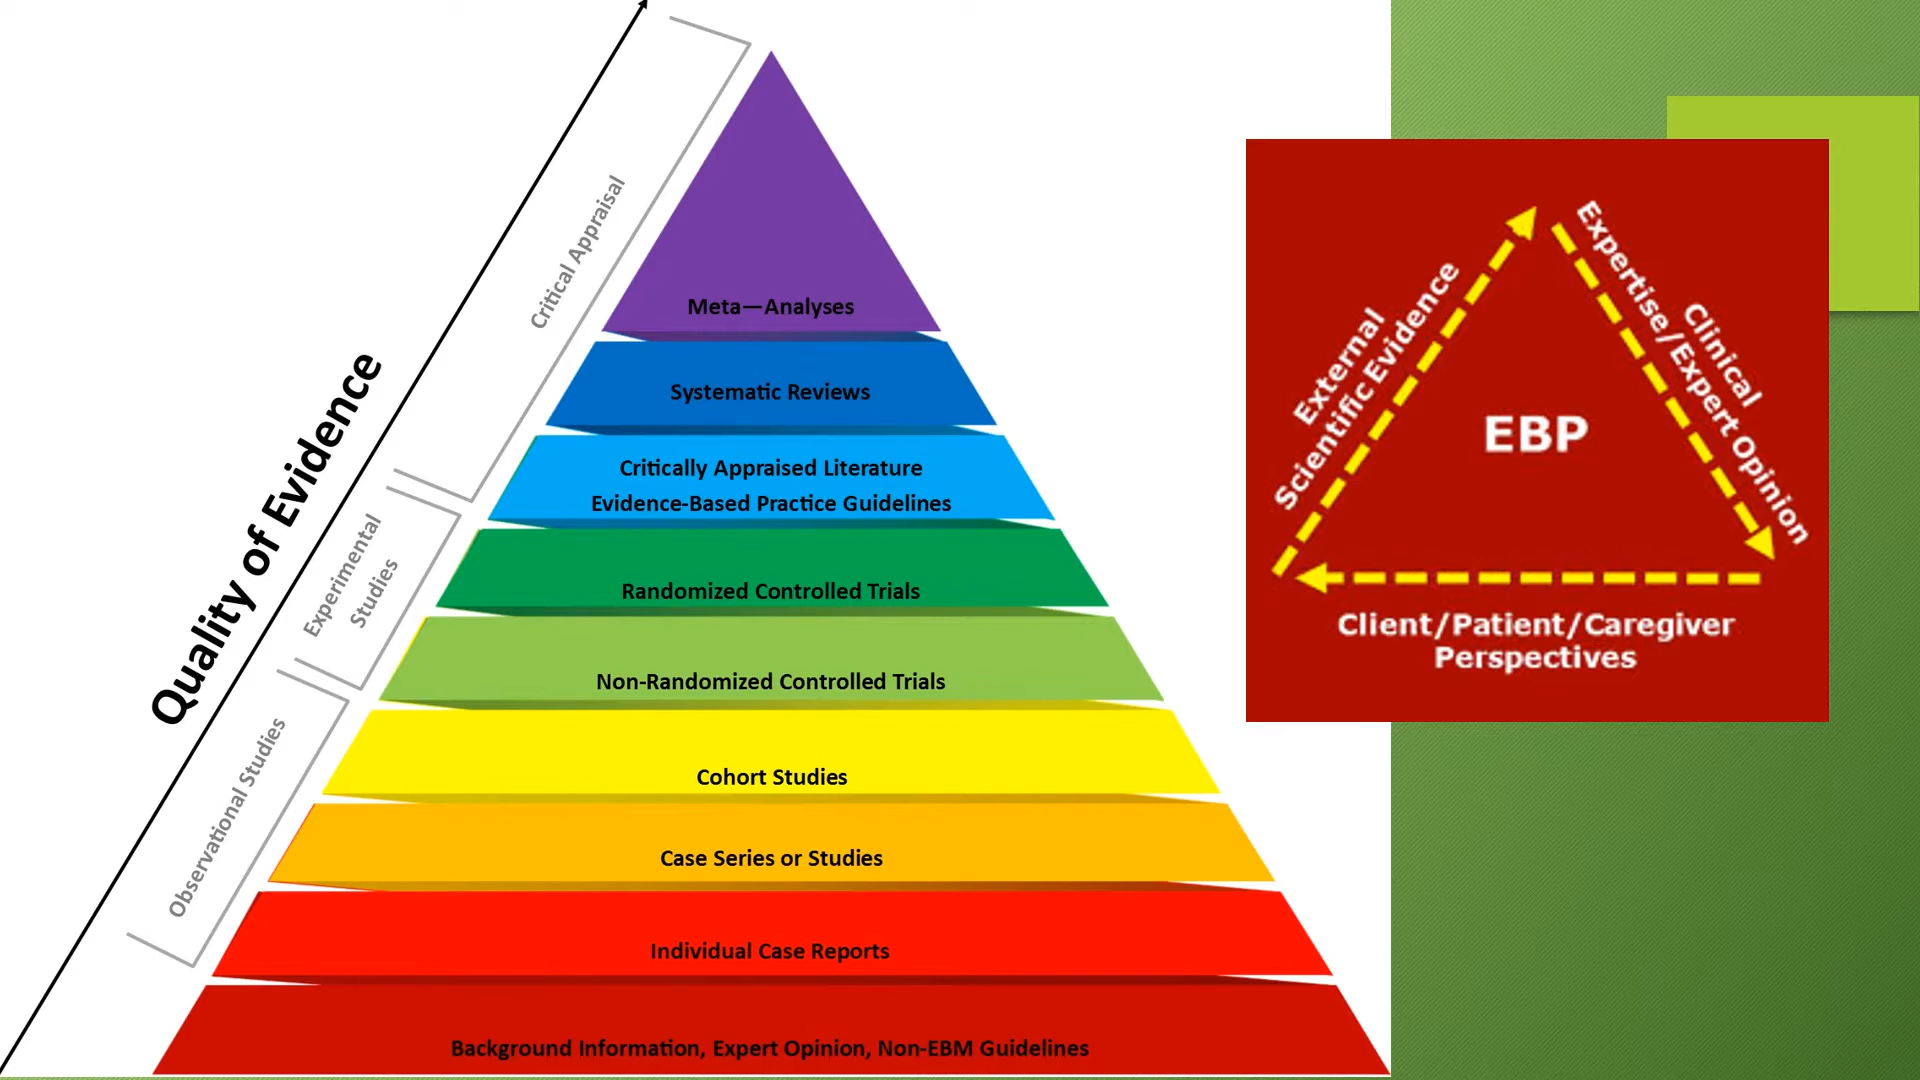 Quality of Evidence
Critical Appraisal
Experimental
Studies
Observational Studies
Meta—Analyses
Systematic Reviews
Critically Appraised Literature
Evidence-Based Practice Guidelines
Randomized Controlled Trials
Non-Randomized Controlled Trials
Cohort Studies
Case Series or Studies
Individual Case Reports
Background Information, Expert Opinion, Non-EBM Guidelines
External
Scientific Evidence
Clinical
Expertise/Expert Opinion
EBP
Client/Patient/Caregiver
Perspectives